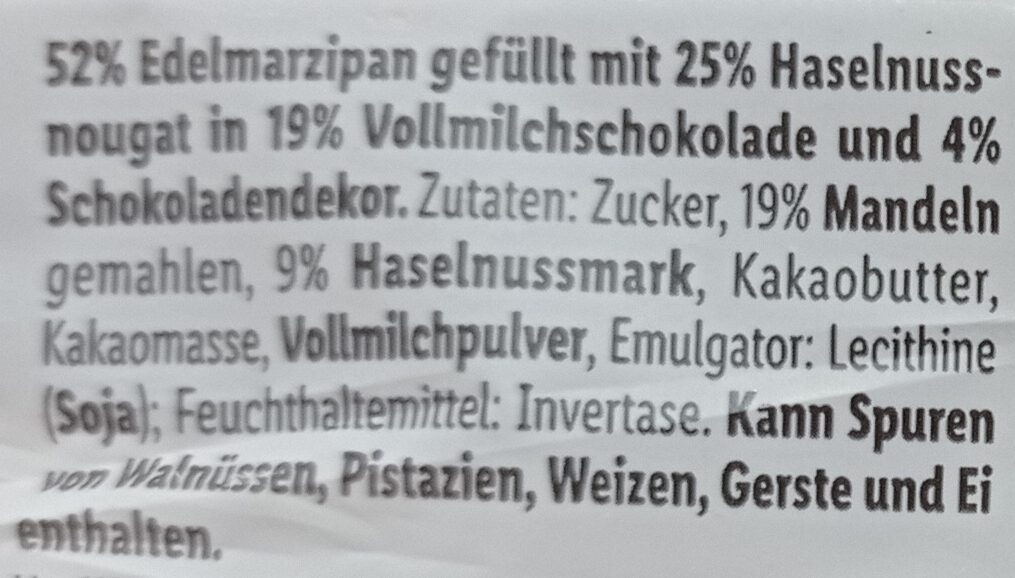 52% Edelmarzipan gefüllt mit 25% Haselnuss-
nougat in 19% Vollmilchschokolade und 4%
Schokoladendekor. Zutaten: Zucker, 19% Mandeln
gemahlen, 9% Haselnussmark, Kakaobutter,
Kakaomasse, Vollmilchpulver, Emulgator: Lecithine
(Soja); Feuchthaltemittel: Invertase. Kann Spuren
von Walnüssen, Pistazien, Weizen, Gerste und Ei
enthalten.